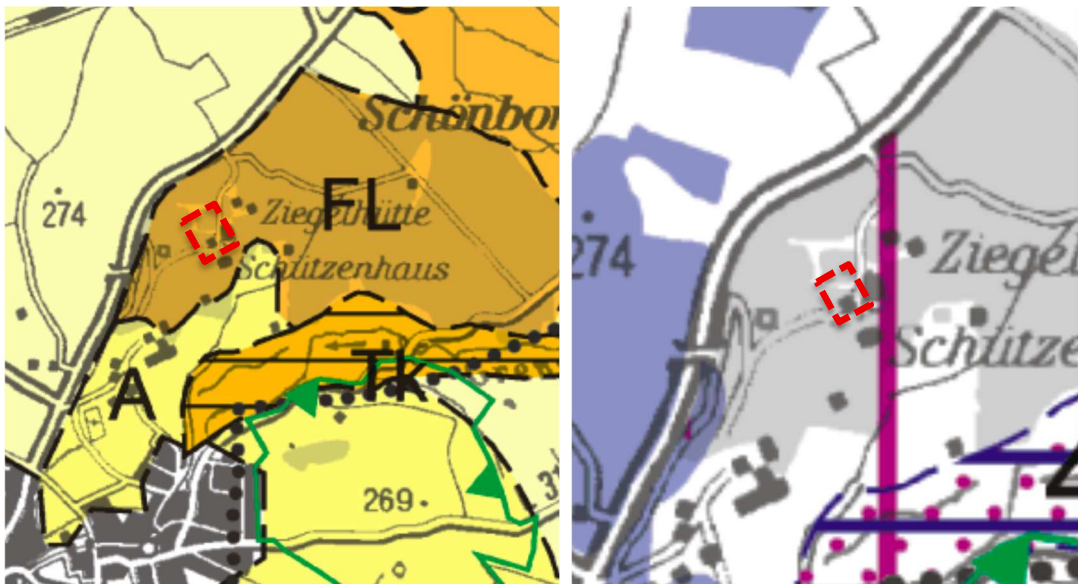 Schönbor
FL
274
Ziegelhütte
Schützenhaus
TK
A
269
274
Ziegel
Schütze